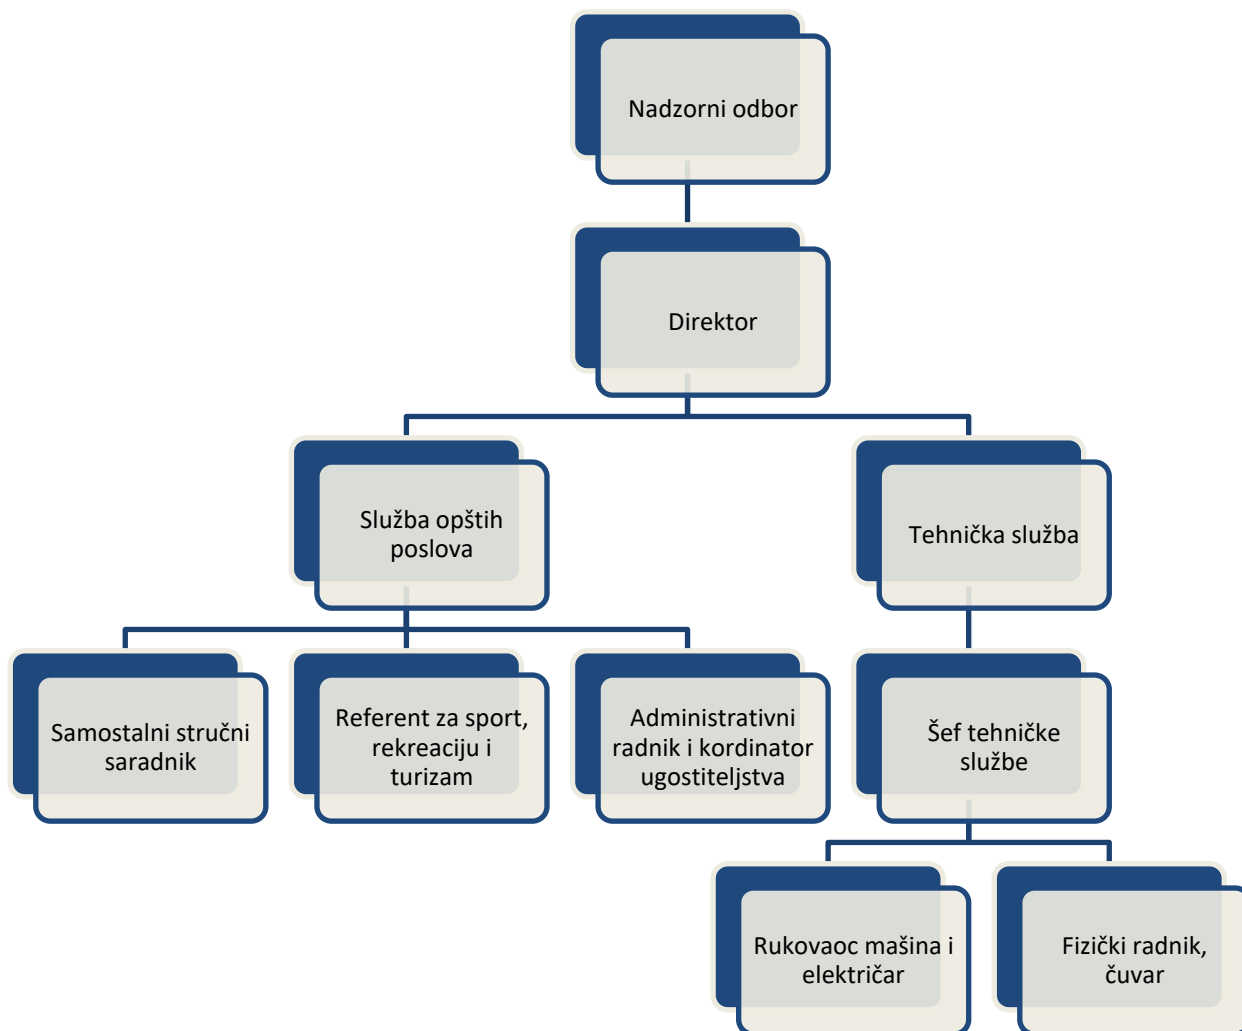 Nadzorni odbor
Direktor
Služba opštih
poslova
Tehnička služba
Samostalni stručni
saradnik
Referent za sport,
rekreaciju i
turizam
Administrativni
radnik i kordinator
ugostiteljstva
Šef tehničke
službe
Rukovaoc mašina i
električar
Fizički radnik,
čuvar